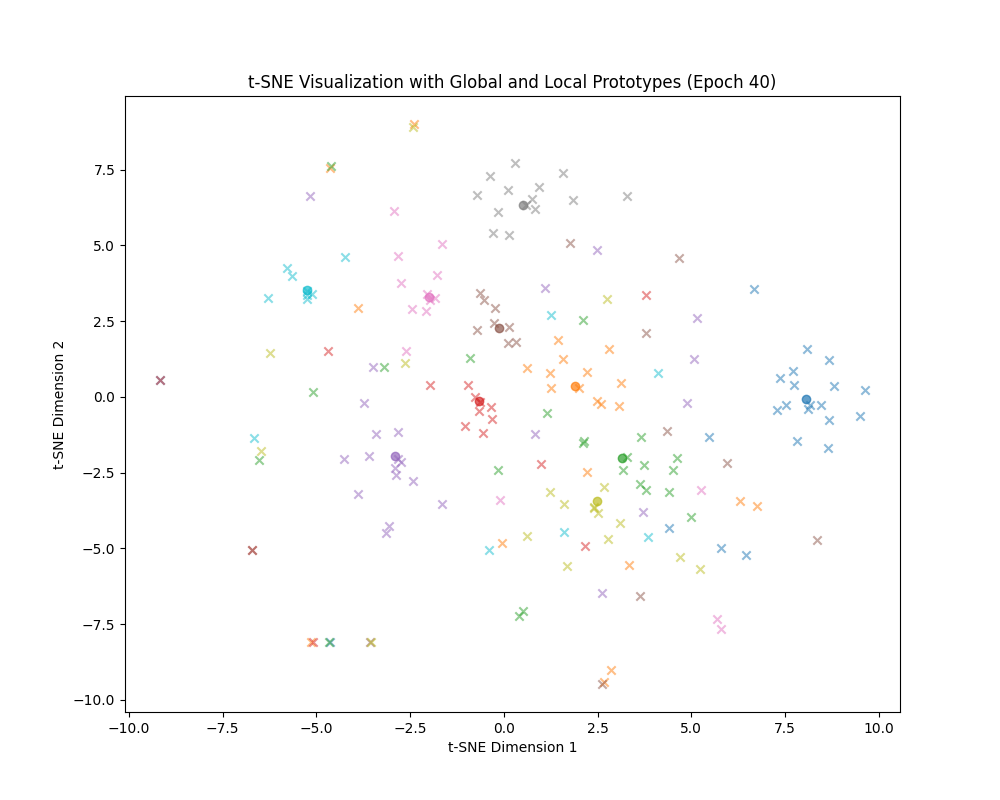 t-SNE Visualization with Global and Local Prototypes (Epoch 40)
7.5
5.0
2.5
0.0
−2.5
−5.0
−7.5
−10.0
t-SNE Dimension 2
−10.0 −7.5 −5.0 −2.5 0.0 2.5 5.0 7.5 10.0
t-SNE Dimension 1